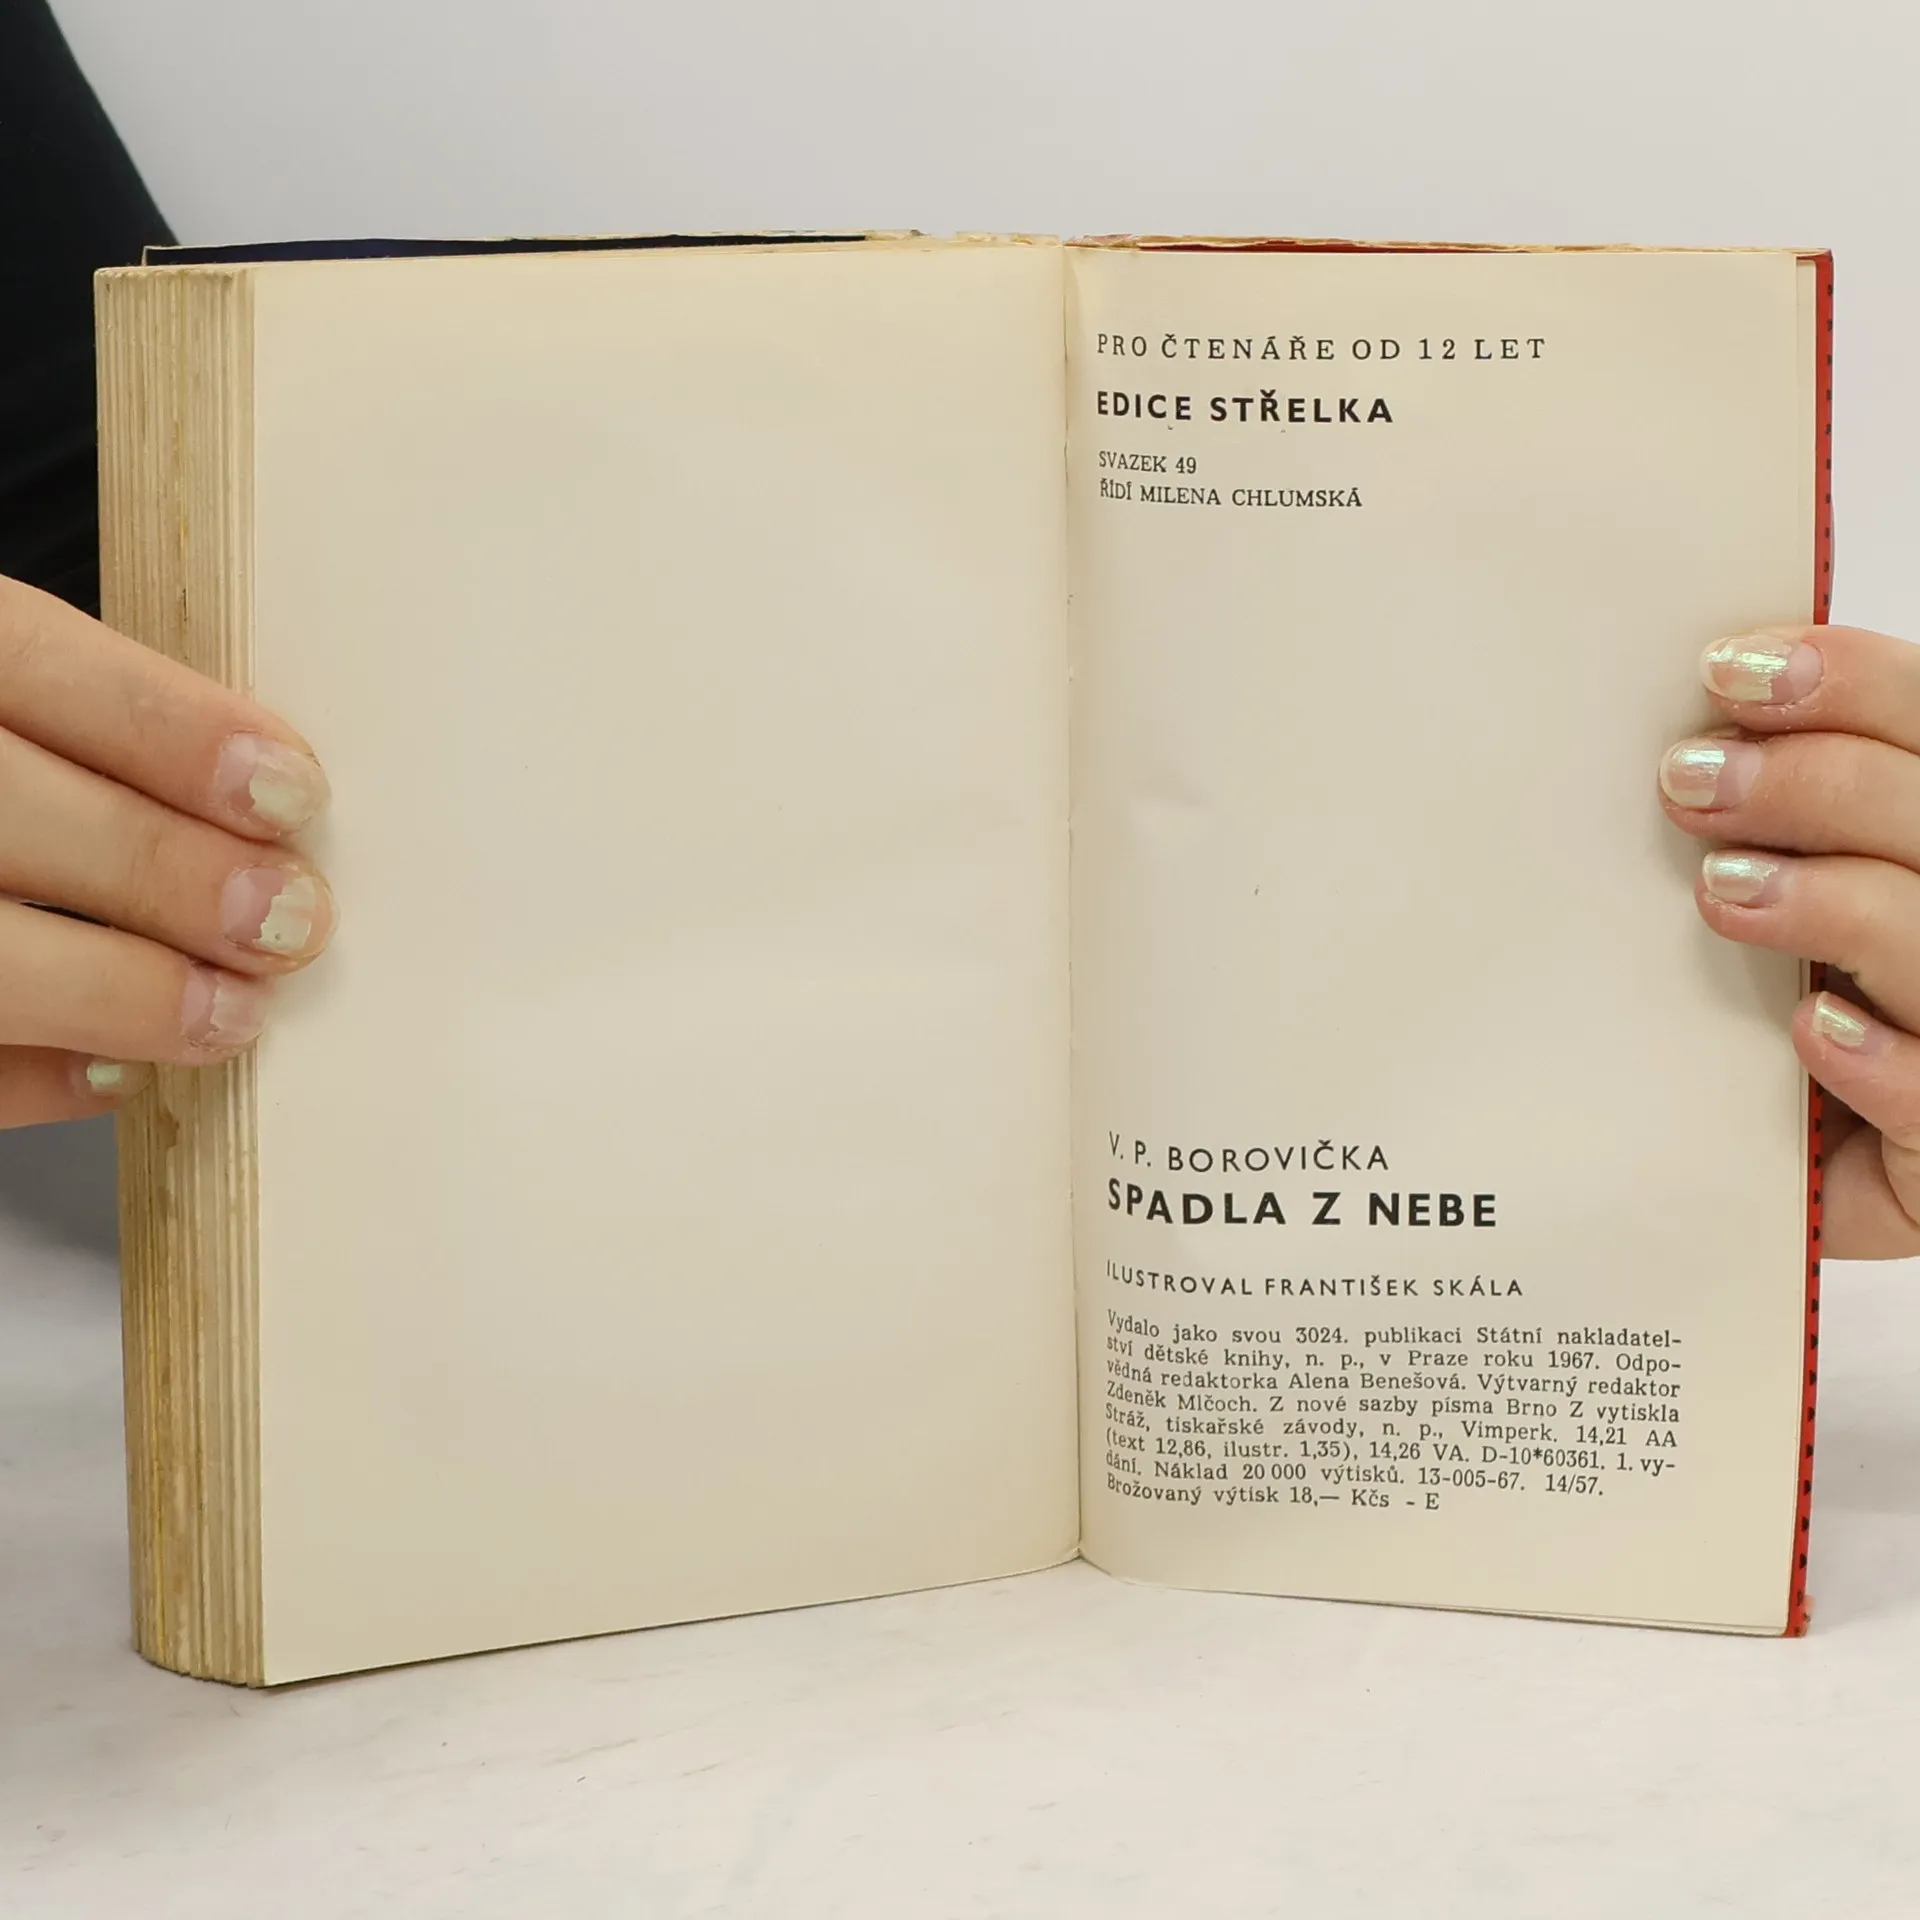 PRO ČTENÁŘE OD 12 LET
EDICE STŘELKA
SVAZEK 49
ŘÍDÍ MILENA CHLUMSKÁ
V. P. BOROVIČKA
SPADLA Z NEBE
ILUSTROVAL FRANTIŠEK SKÁLA
Vydalo jako svou 3024. publikaci Státní nakladatel-
ství dětské knihy, n. p., v Praze roku 1967. Odpo-
vědná redaktorka Alena Benešová. Výtvarný redaktor
Zdeněk Mlčoch. Z nové sazby písma Brno Z vytiskla
Stráž, tiskařské závody, n. p., Vimperk. 14,21 AA
(text 12,86, ilustr. 1,35), 14,26 VA. D-10*60361. 1. vy-
dání. Náklad 20 000 výtisků. 13-005-67. 14/57.
Brožovaný výtisk 18,— Kčs - E